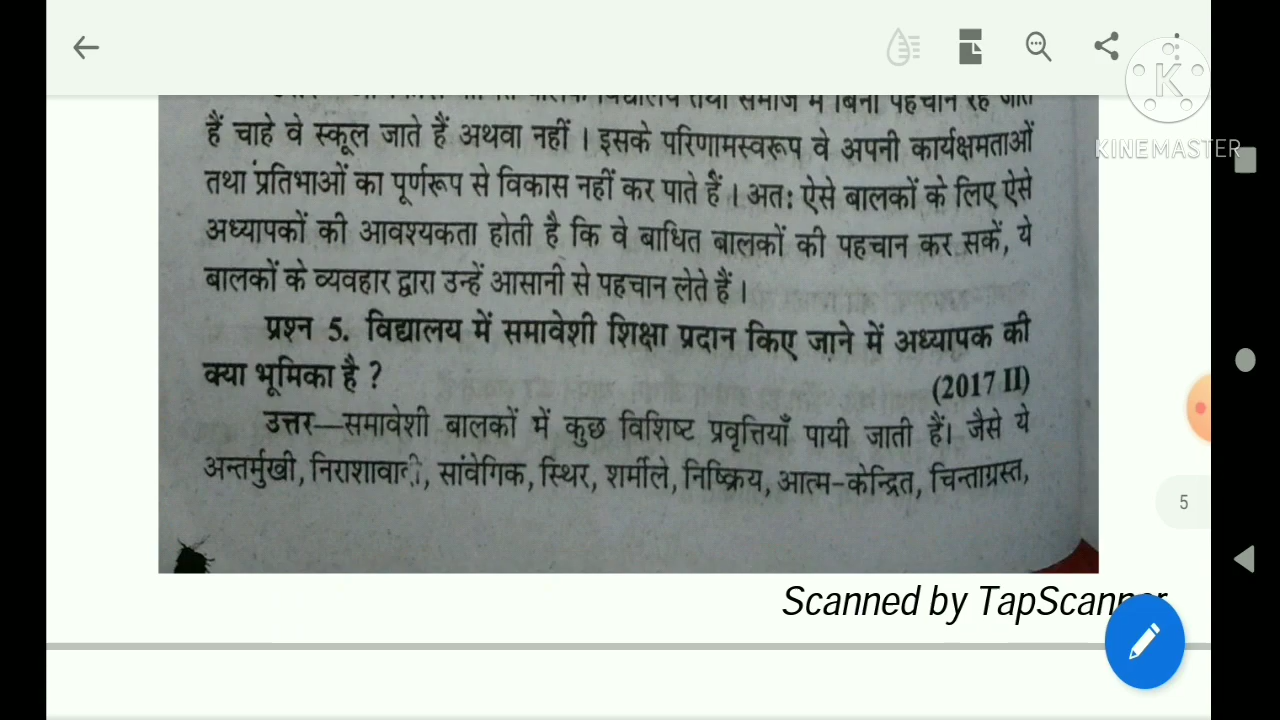 बिना पहचान रह जाते
हैं चाहे वे स्कूल जाते हैं अथवा नहीं । इसके परिणामस्वरूप वे अपनी कार्यक्षमताओं
तथा प्रतिभाओं का पूर्णरूप से विकास नहीं कर पाते हैं । अतः ऐसे बालकों के लिए ऐसे
अध्यापकों की आवश्यकता होती है कि वे बाधित बालकों की पहचान कर सकें, ये
बालकों के व्यवहार द्वारा उन्हें आसानी से पहचान लेते हैं ।
प्रश्न 5. विद्यालय में समावेशी शिक्षा प्रदान किए जाने में अध्यापक की
क्या भूमिका है ?
(2017 II)
उत्तर—समावेशी बालकों में कुछ विशिष्ट प्रवृत्तियाँ पायी जाती हैं। जैसे ये
अन्तर्मुखी, निराशावादी, सांवेगिक, स्थिर, शर्मीले, निष्क्रिय, आत्म-केन्द्रित, चिन्ताग्रस्त,
Scanned by TapScanner
5
K
KINEMASTER